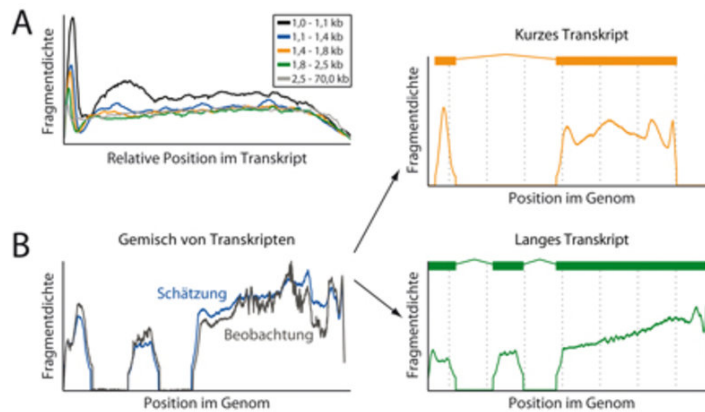 A
Fragmentdichte
1,0 - 1,1 kb
1,1 - 1,4 kb
1,4 - 1,8 kb
1,8 - 2,5 kb
2,5 - 70,0 kb
Relative Position im Transkript
Kurzes Transkript
Fragmentdichte
Position im Genom
B
Gemisch von Transkripten
Fragmentdichte
Schätzung
Beobachtung
Position im Genom
Langes Transkript
Fragmentdichte
Position im Genom